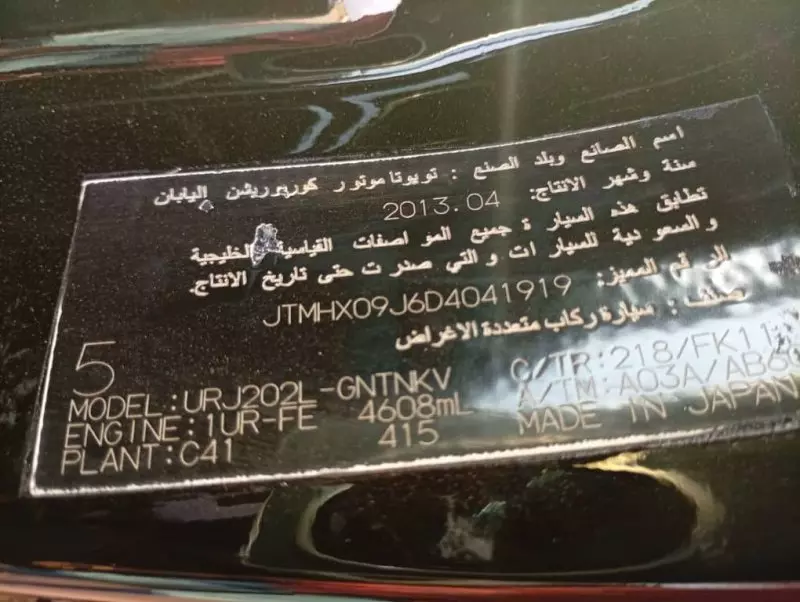 اسم الصانع وبلد الصنع : تويوتا موتور كوربوريشن اليابان
سنة وشهر الانتاج: 2013.04
تطابق هذه السيارة جميع المواصفات القياسية الخليجية
والسعودية للسيارات والتي صدرت حتى تاريخ الانتاج.
الرقم المميز: JTMHX09J6D4041919
صنف : سيارة ركاب متعددة الاغراض
5
MODEL:URJ202L-GNTNKV
C/TR:218/FK11
ENGINE:1UR-FE 4608mL
A/TM:A03A/AB60
PLANT:C41 415
MADE IN JAPAN